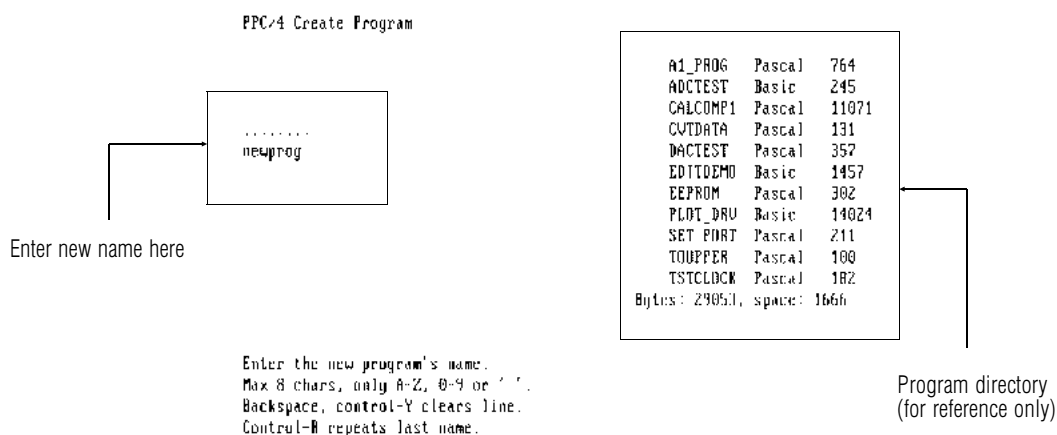 PPC/4 Create Program
........
newprog
Enter new name here
A1_PROG Pascal 764
ADCTEST Basic 245
CALCOMP1 Pascal 11071
CVTDATA Pascal 131
DACTEST Pascal 357
EDITDEMO Basic 1457
EEPROM Pascal 302
PLOT_DRV Basic 14024
SET_PORT Pascal 211
TOUPPER Pascal 100
TSTCLOCK Pascal 182
Bytes: 29053, space: 1666
Program directory
(for reference only)
Enter the new program's name.
Max 8 chars, only A-Z, 0-9 or '_'.
Backspace, control-Y clears line.
Control-R repeats last name.